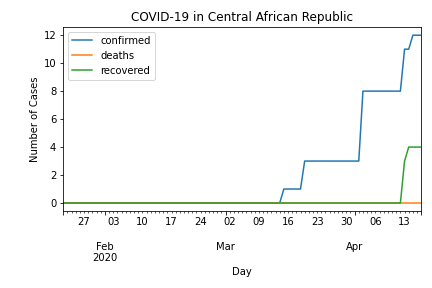 COVID-19 in Central African Republic
confirmed
deaths
recovered
Number of Cases
12
10
8
6
4
2
0
27 03 10 17 24 02 09 16 23 30 06 13
Feb Mar Apr
2020
Day